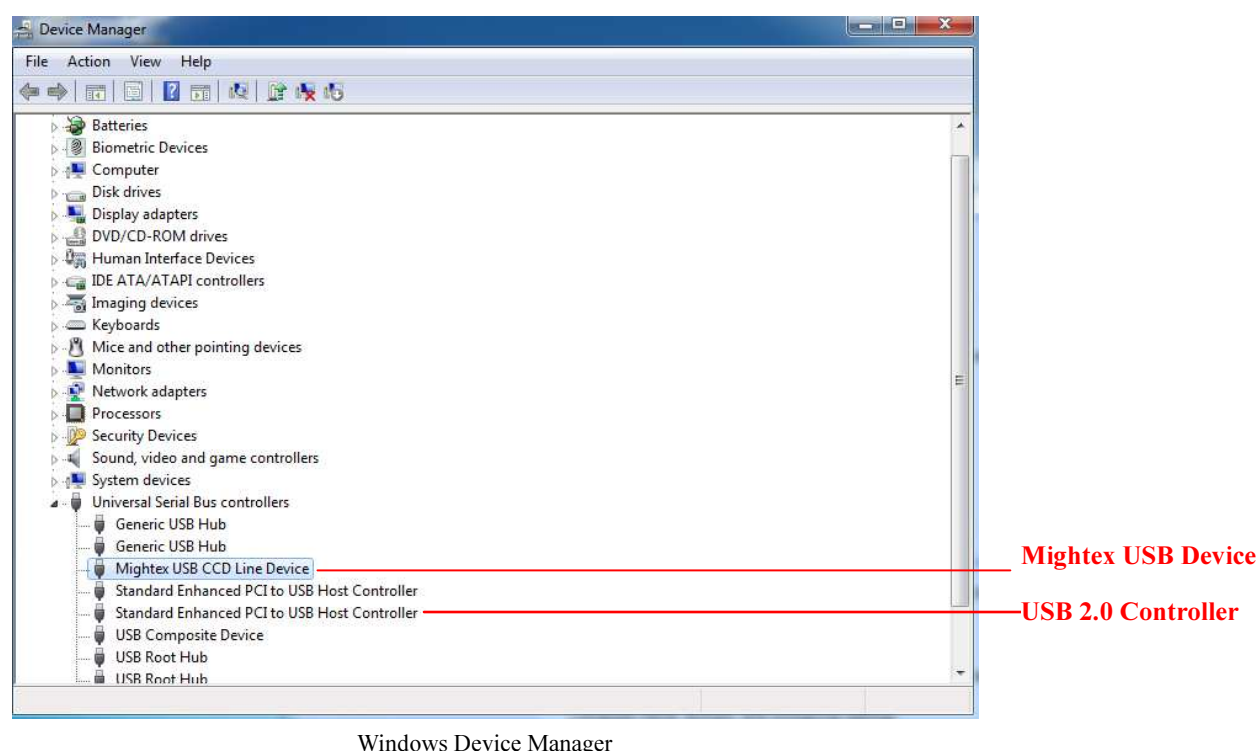 Device Manager
File Action View Help
Batteries
Biometric Devices
Computer
Disk drives
Display adapters
DVD/CD-ROM drives
Human Interface Devices
IDE ATA/ATAPI controllers
Imaging devices
Keyboards
Mice and other pointing devices
Monitors
Network adapters
Processors
Security Devices
Sound, video and game controllers
System devices
Universal Serial Bus controllers
Generic USB Hub
Generic USB Hub
Mightex USB CCD Line Device
Mightex USB Device
Standard Enhanced PCI to USB Host Controller
Standard Enhanced PCI to USB Host Controller
USB 2.0 Controller
USB Composite Device
USB Root Hub
USB Root Hub
Windows Device Manager